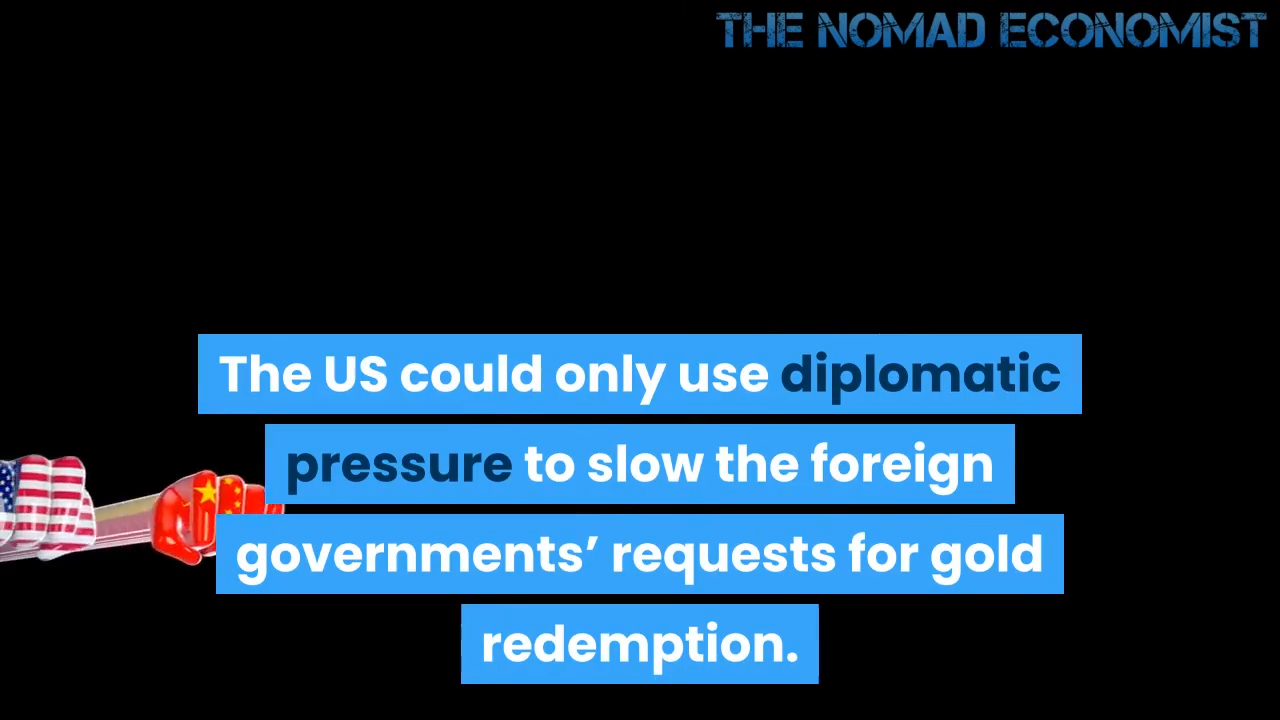 THE NOMAD ECONOMIST
The US could only use diplomatic
pressure to slow the foreign
governments’ requests for gold
redemption.